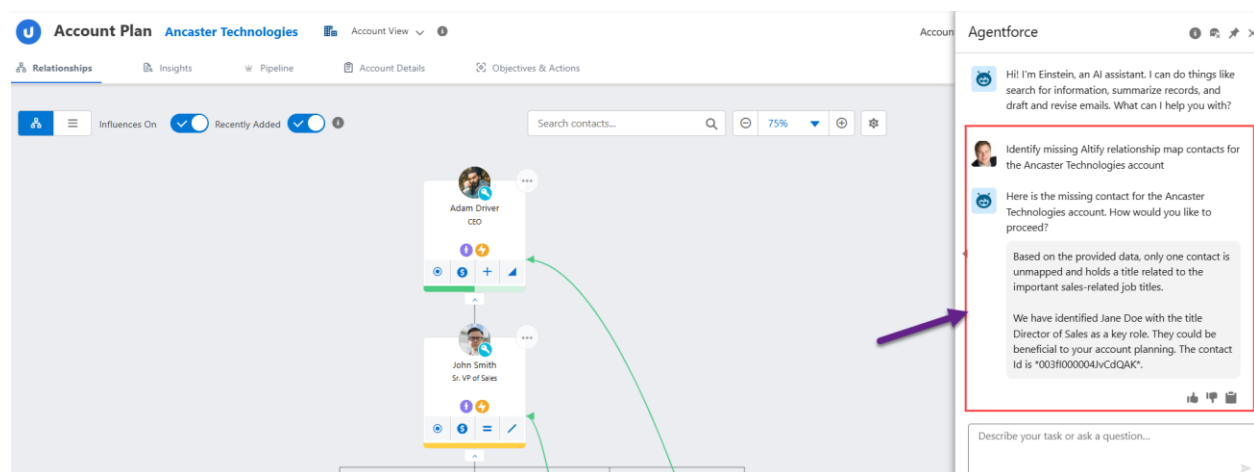 Account Plan Ancaster Technologies Account View
Accoun
Relationships Insights Pipeline Account Details Objectives & Actions
Influences On Recently Added
Search contacts...
75%
Adam Driver
CEO
John Smith
Sr. VP of Sales
Agentforce
Hi! I'm Einstein, an AI assistant. I can do things like
search for information, summarize records, and
draft and revise emails. What can I help you with?
Identify missing Altify relationship map contacts for
the Ancaster Technologies account
Here is the missing contact for the Ancaster
Technologies account. How would you like to
proceed?
Based on the provided data, only one contact is
unmapped and holds a title related to the
important sales-related job titles.
We have identified Jane Doe with the title
Director of Sales as a key role. They could be
beneficial to your account planning. The contact
Id is *003fI000004JvCdQAK*.
Describe your task or ask a question...